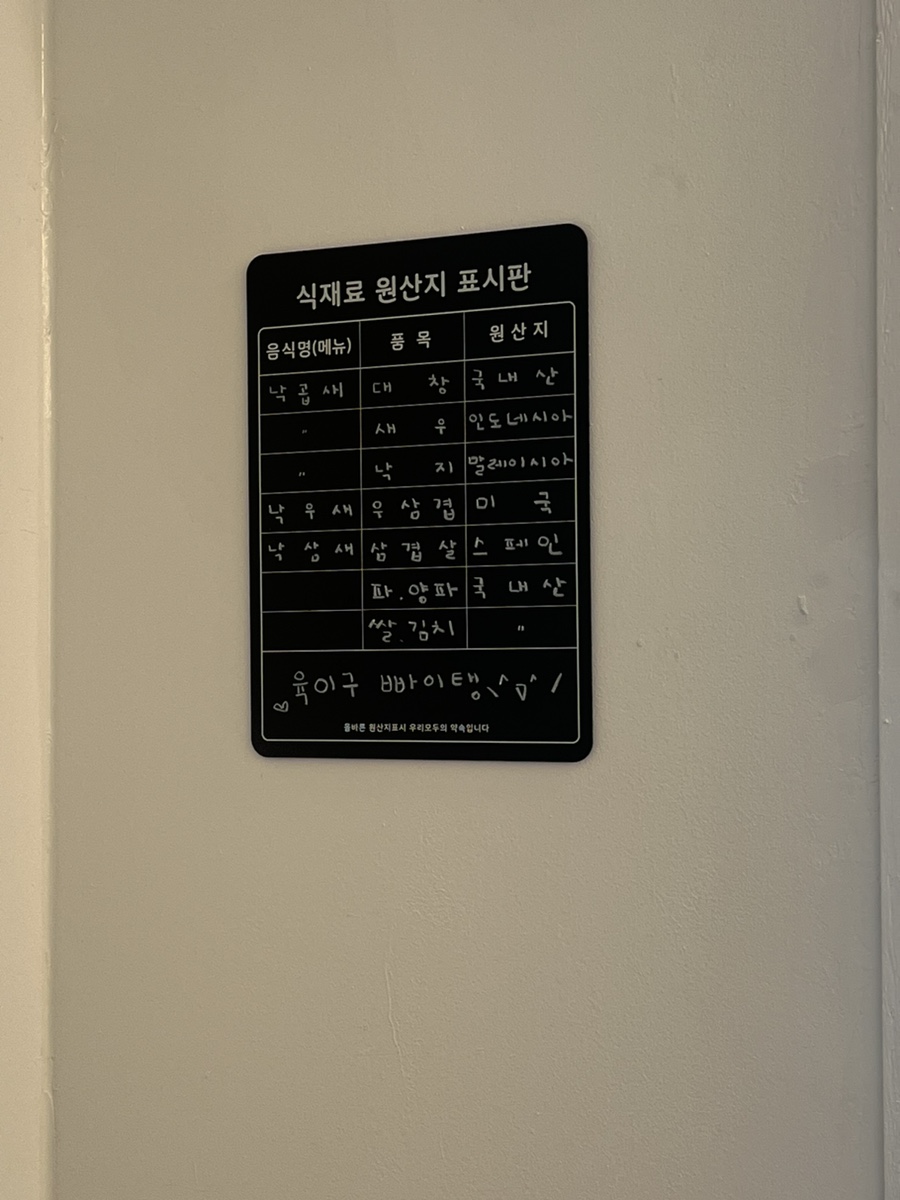 식재료 원산지 표시판
음식명(메뉴) 품 목 원 산 지
낙 곱 새 대 창 국 내 산
〃 새 우 인도네시아
〃 낙 지 말레이시아
낙 우 새 우 삼 겹 미 국
낙 삼 새 삼 겹 살 스 페 인
파.양파 국 내 산
쌀.김치 〃
♡ 육이구 빠이탱 \^ㅁ^/
올바른 원산지표시 우리모두의 약속입니다